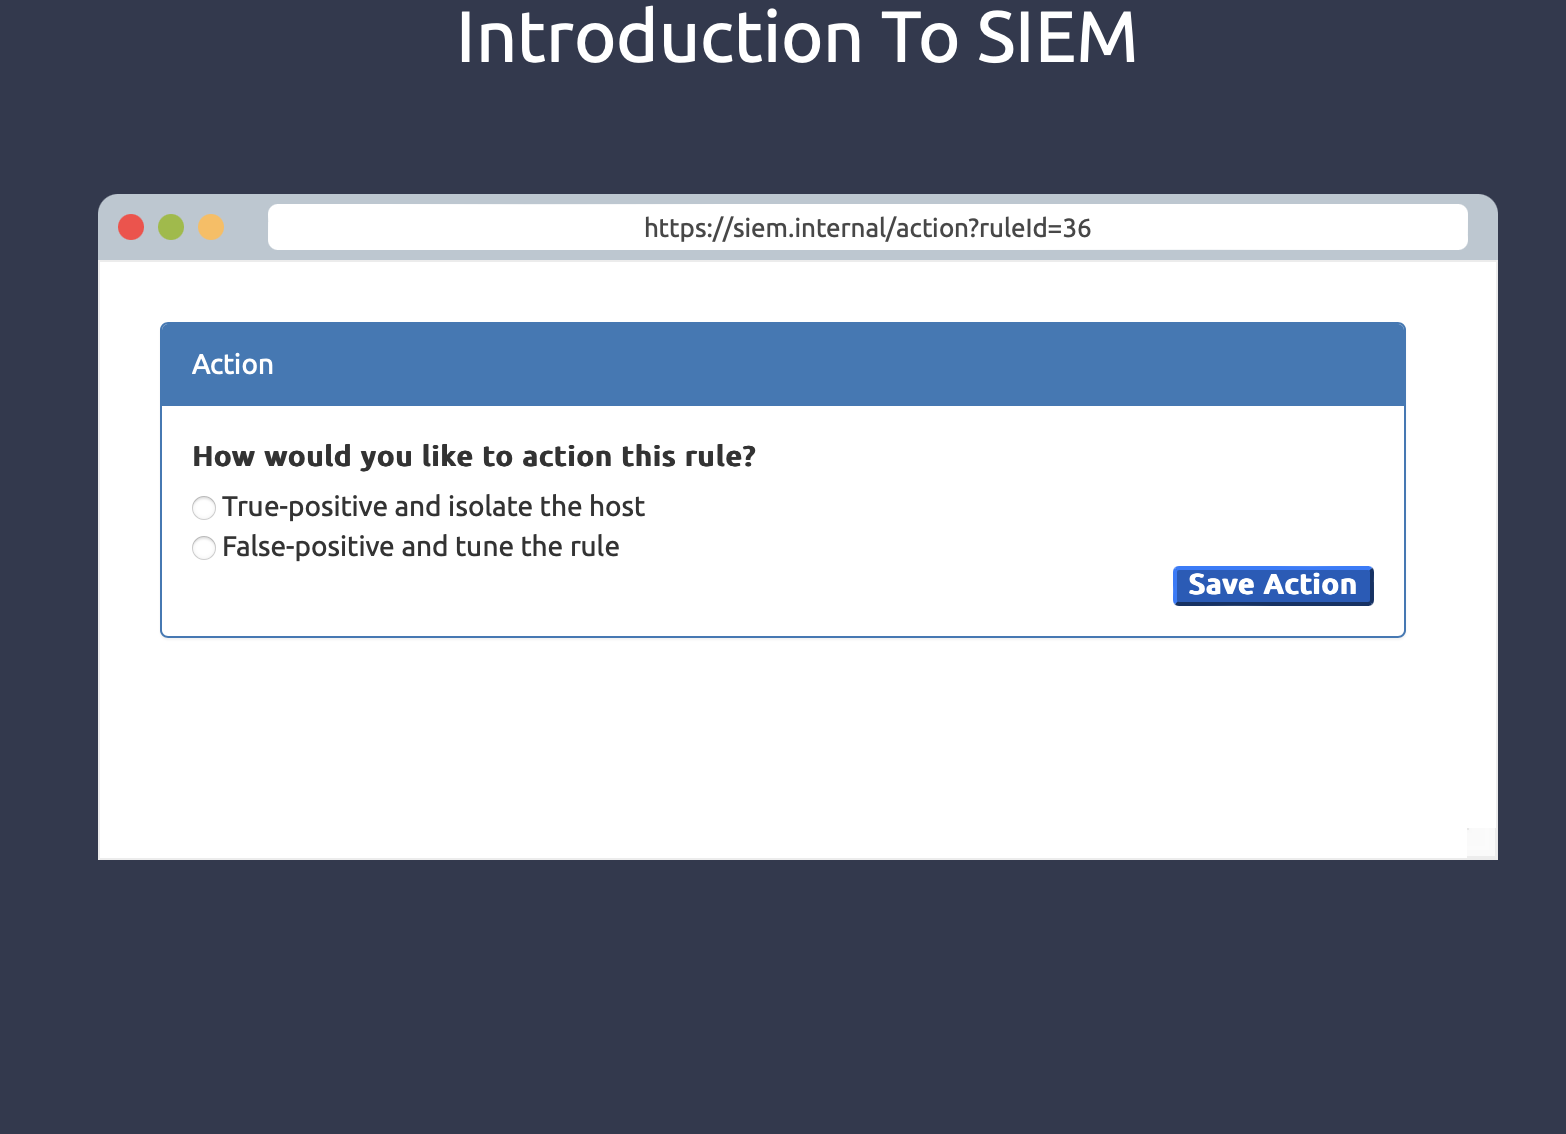 Introduction To SIEM
https://siem.internal/action?ruleId=36
Action
How would you like to action this rule?
True-positive and isolate the host
False-positive and tune the rule
Save Action